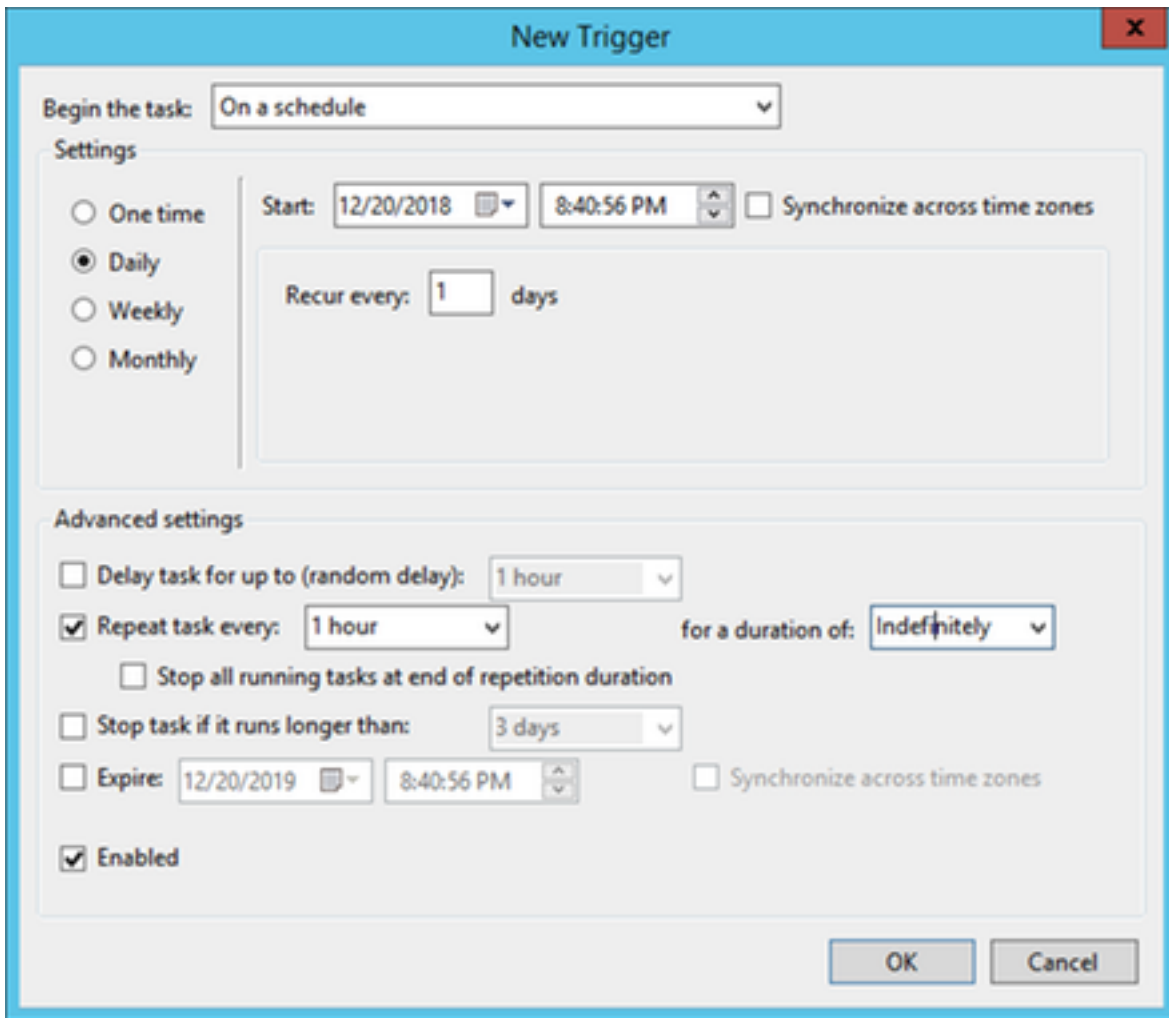 New Trigger
x
Begin the task: On a schedule
Settings
One time
Start: 12/20/2018 8:40:56 PM Synchronize across time zones
Daily
Recur every: 1 days
Weekly
Monthly
Advanced settings
Delay task for up to (random delay): 1 hour
Repeat task every: 1 hour for a duration of: Indefinitely
Stop all running tasks at end of repetition duration
Stop task if it runs longer than: 3 days
Expire: 12/20/2019 8:40:56 PM Synchronize across time zones
Enabled
OK Cancel